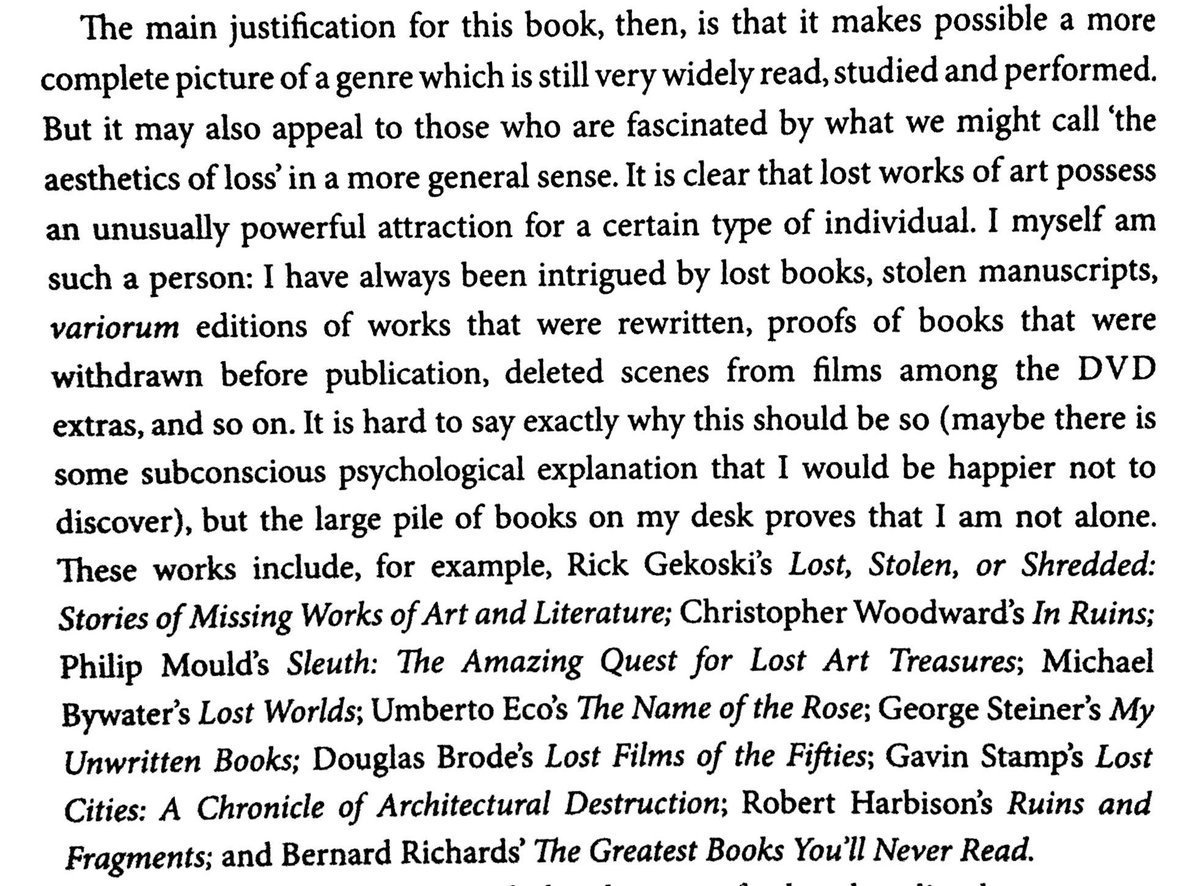 The main justification for this book, then, is that it makes possible a more
complete picture of a genre which is still very widely read, studied and performed.
But it may also appeal to those who are fascinated by what we might call ‘the
aesthetics of loss’ in a more general sense. It is clear that lost works of art possess
an unusually powerful attraction for a certain type of individual. I myself am
such a person: I have always been intrigued by lost books, stolen manuscripts,
variorum editions of works that were rewritten, proofs of books that were
withdrawn before publication, deleted scenes from films among the DVD
extras, and so on. It is hard to say exactly why this should be so (maybe there is
some subconscious psychological explanation that I would be happier not to
discover), but the large pile of books on my desk proves that I am not alone.
These works include, for example, Rick Gekoski’s Lost, Stolen, or Shredded:
Stories of Missing Works of Art and Literature; Christopher Woodward’s In Ruins;
Philip Mould’s Sleuth: The Amazing Quest for Lost Art Treasures; Michael
Bywater’s Lost Worlds; Umberto Eco’s The Name of the Rose; George Steiner’s My
Unwritten Books; Douglas Brode’s Lost Films of the Fifties; Gavin Stamp’s Lost
Cities: A Chronicle of Architectural Destruction; Robert Harbison’s Ruins and
Fragments; and Bernard Richards’ The Greatest Books You’ll Never Read.